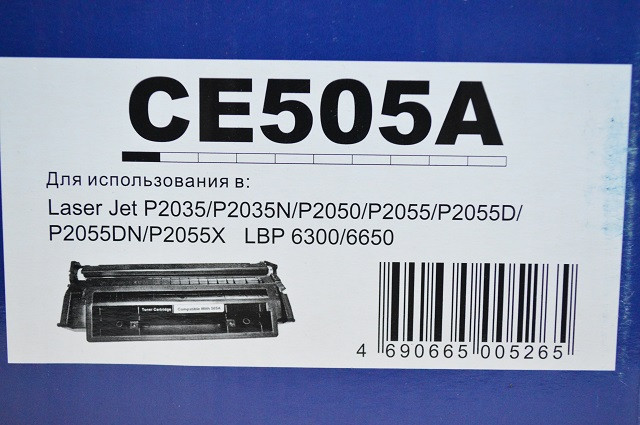 CE505A
Для использования в:
Laser Jet P2035/P2035N/P2050/P2055/P2055D/
P2055DN/P2055X LBP 6300/6650
Toner Cartridge
4 690665 005265